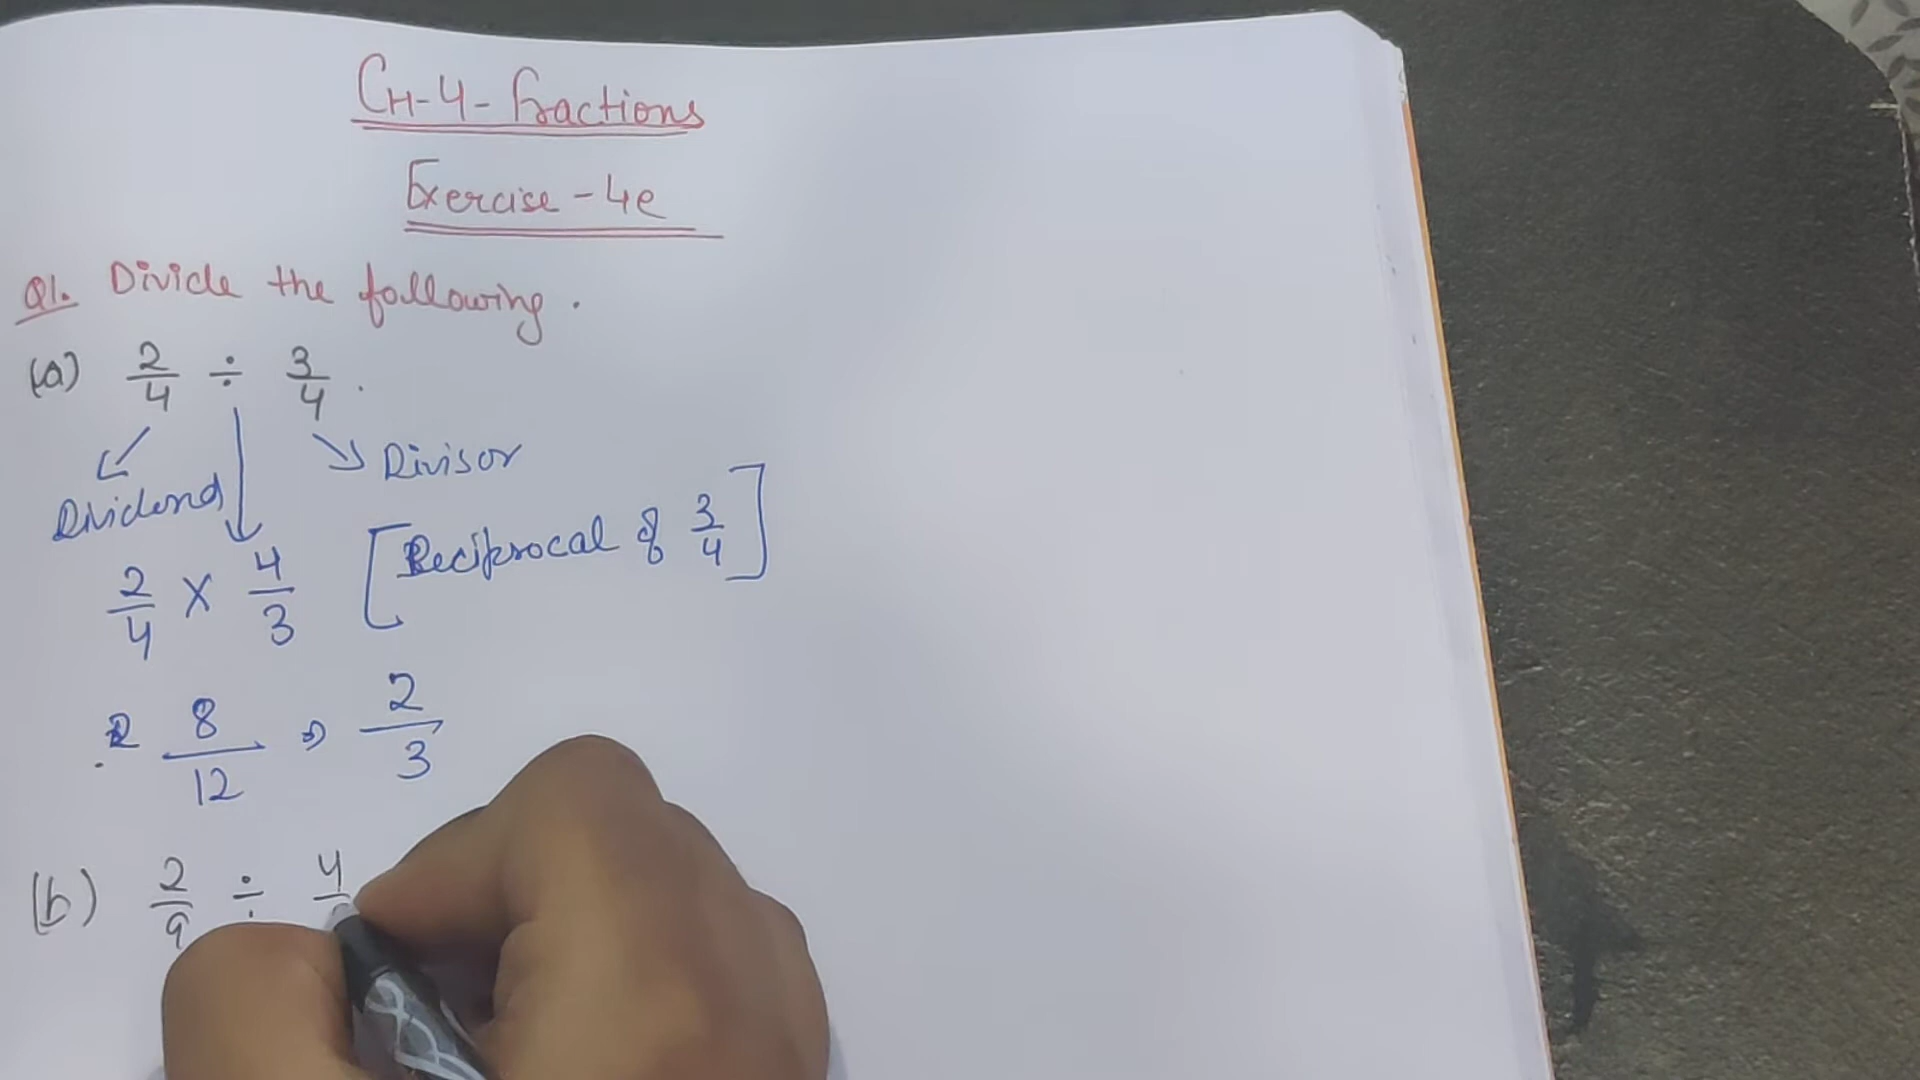 CH-4-Fractions
Exercise-4e
Q1. Divide the following.
(a) 2/4 ÷ 3/4.
Divisor
Dividend
2/4 X 4/3 [Reciprocal of 3/4]
8/12 2/3
(b) 2/9 ÷ 4